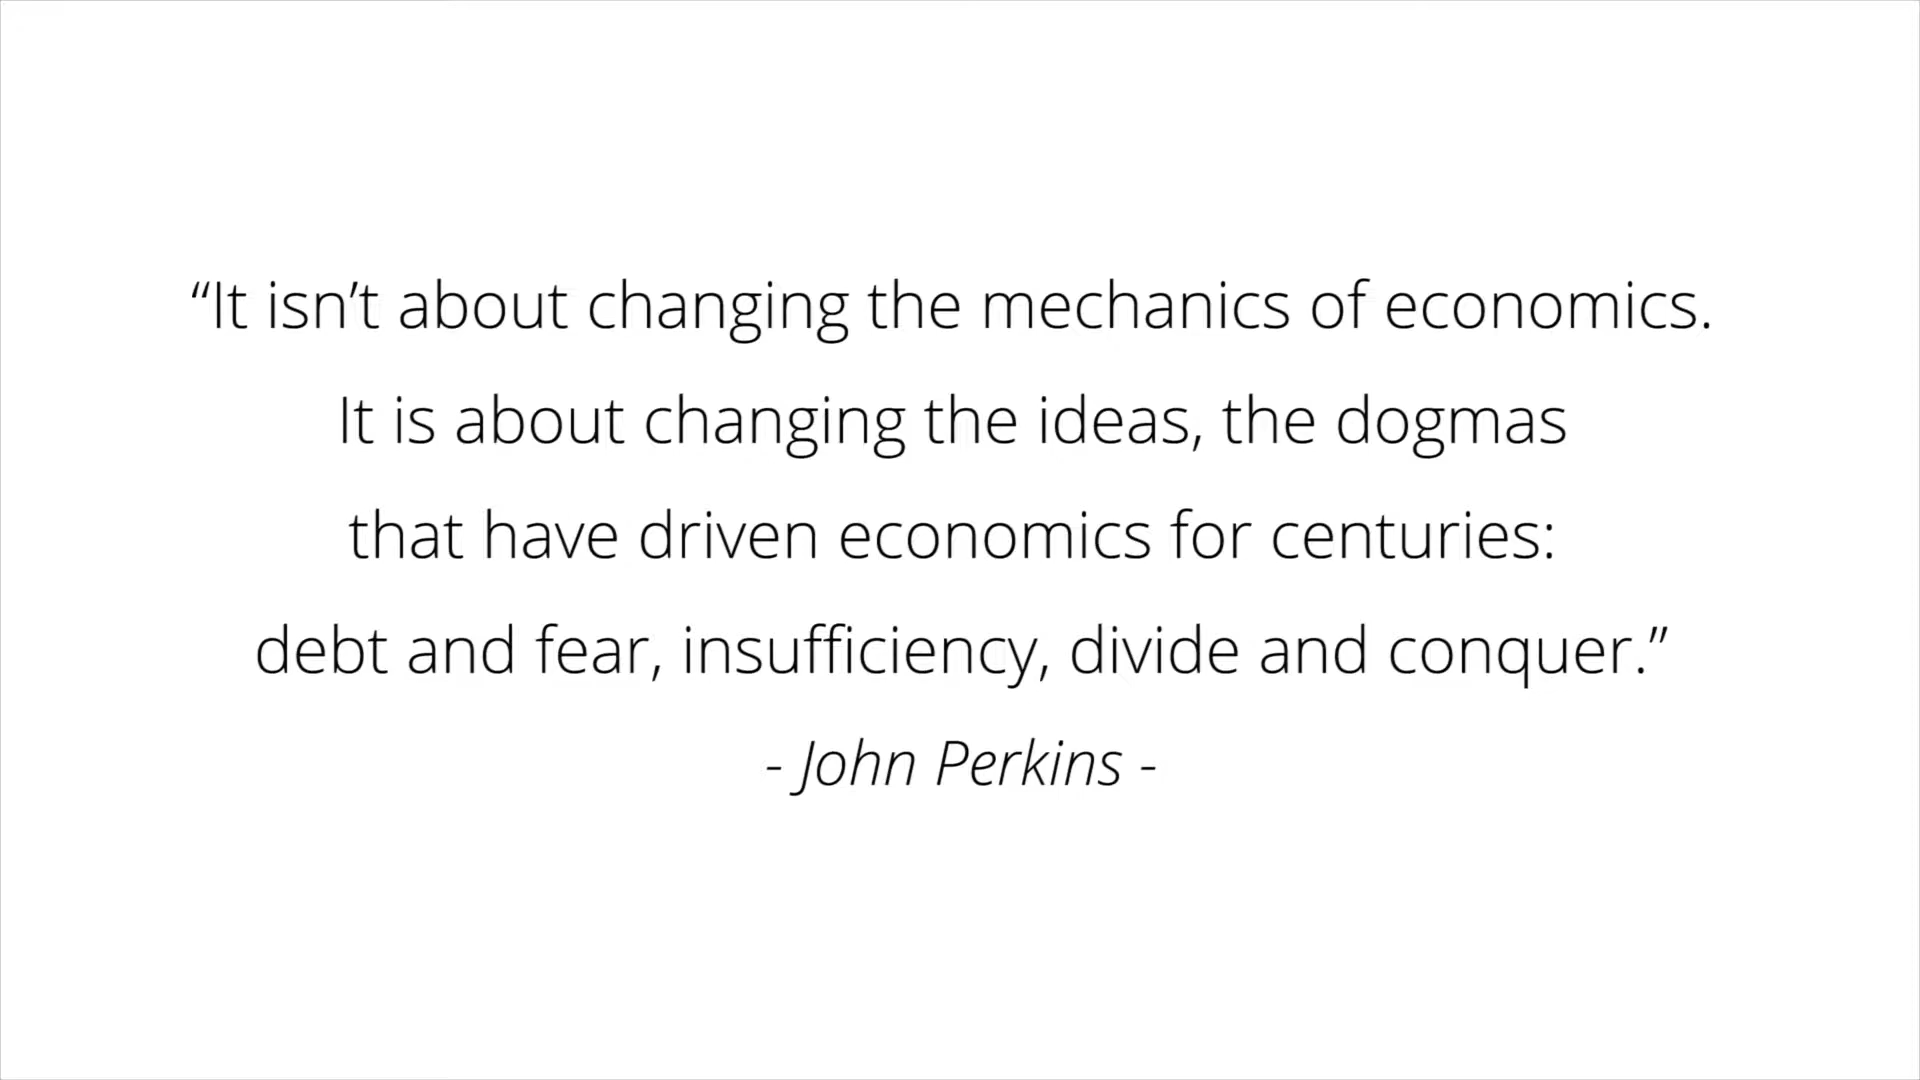 “It isn’t about changing the mechanics of economics.
It is about changing the ideas, the dogmas
that have driven economics for centuries:
debt and fear, insufficiency, divide and conquer.”
- John Perkins -